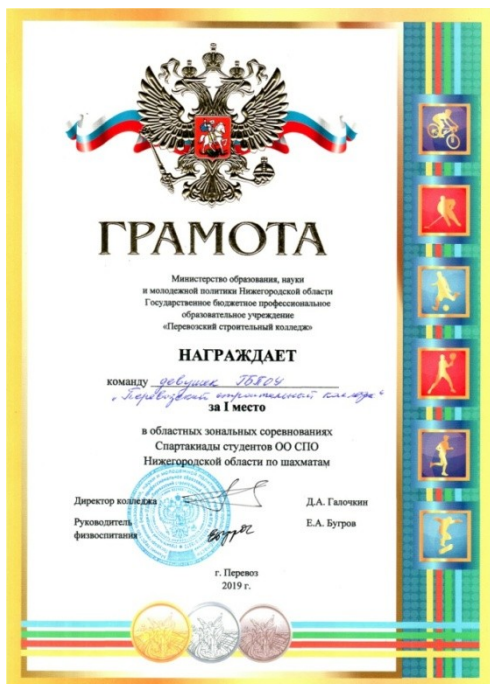 ГРАМОТА
Министерство образования, науки
и молодежной политики Нижегородской области
Государственное бюджетное профессиональное
образовательное учреждение
«Перевозский строительный колледж»
НАГРАЖДАЕТ
команду девушек ГБПОУ
"Перевозский строительный колледж"
за I место
в областных зональных соревнованиях
Спартакиады студентов ОО СПО
Нижегородской области по шахматам
Директор колледжа Д.А. Галочкин
Руководитель Е.А. Бугров
физвоспитания
г. Перевоз
2019 г.